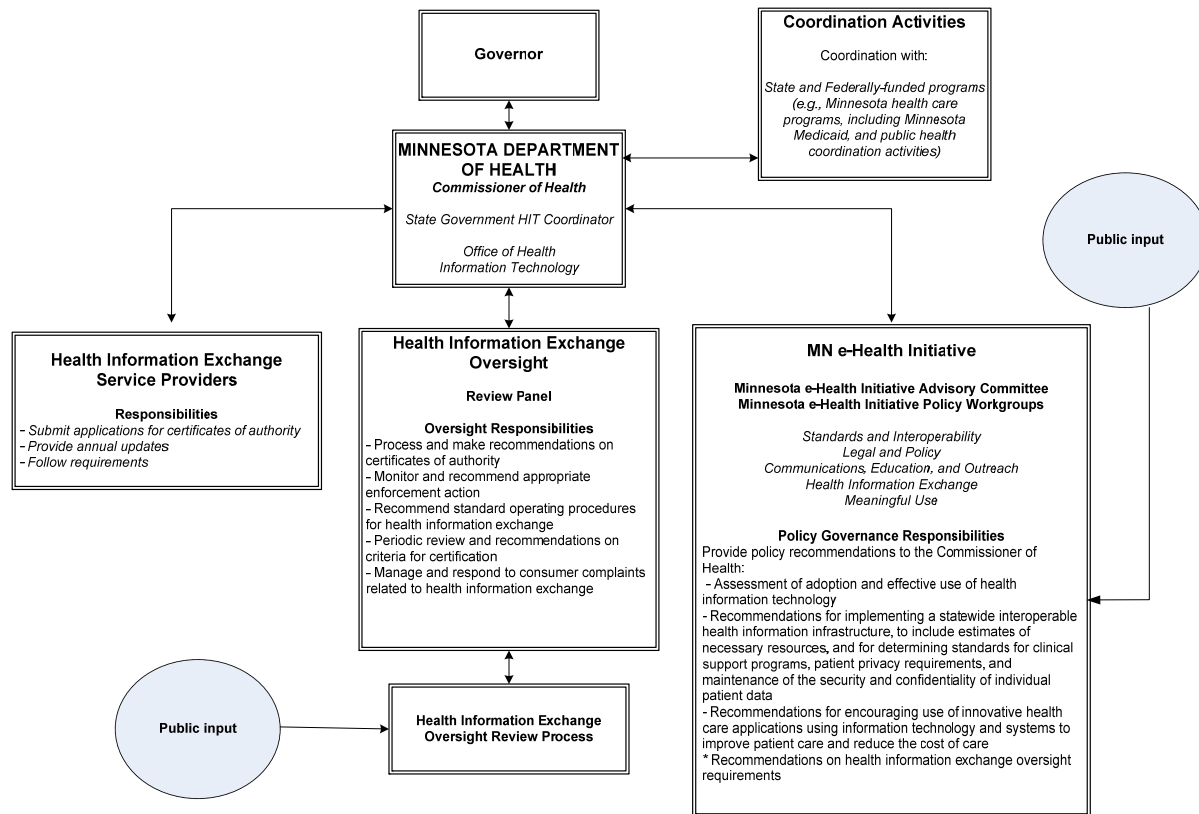 Governor
Coordination Activities
Coordination with:
State and Federally-funded programs
(e.g., Minnesota health care
programs, including Minnesota
Medicaid, and public health
coordination activities)
MINNESOTA DEPARTMENT
OF HEALTH
Commissioner of Health
State Government HIT Coordinator
Office of Health
Information Technology
Public input
Health Information Exchange
Service Providers
Responsibilities
- Submit applications for certificates of authority
- Provide annual updates
- Follow requirements
Health Information Exchange
Oversight
Review Panel
Oversight Responsibilities
- Process and make recommendations on
certificates of authority
- Monitor and recommend appropriate
enforcement action
- Recommend standard operating procedures
for health information exchange
- Periodic review and recommendations on
criteria for certification
- Manage and respond to consumer complaints
related to health information exchange
MN e-Health Initiative
Minnesota e-Health Initiative Advisory Committee
Minnesota e-Health Initiative Policy Workgroups
Standards and Interoperability
Legal and Policy
Communications, Education, and Outreach
Health Information Exchange
Meaningful Use
Policy Governance Responsibilities
Provide policy recommendations to the Commissioner of
Health:
- Assessment of adoption and effective use of health
information technology
- Recommendations for implementing a statewide interoperable
health information infrastructure, to include estimates of
necessary resources, and for determining standards for clinical
support programs, patient privacy requirements, and
maintenance of the security and confidentiality of individual
patient data
- Recommendations for encouraging use of innovative health
care applications using information technology and systems to
improve patient care and reduce the cost of care
* Recommendations on health information exchange oversight
requirements
Public input
Health Information Exchange
Oversight Review Process